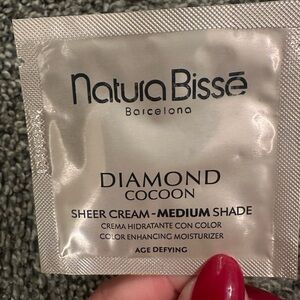 Natura Bissé
Barcelona
DIAMOND
COCOON
SHEER CREAM - MEDIUM SHADE
CREMA HIDRATANTE CON COLOR
COLOR ENHANCING MOISTURIZER
AGE DEFYING